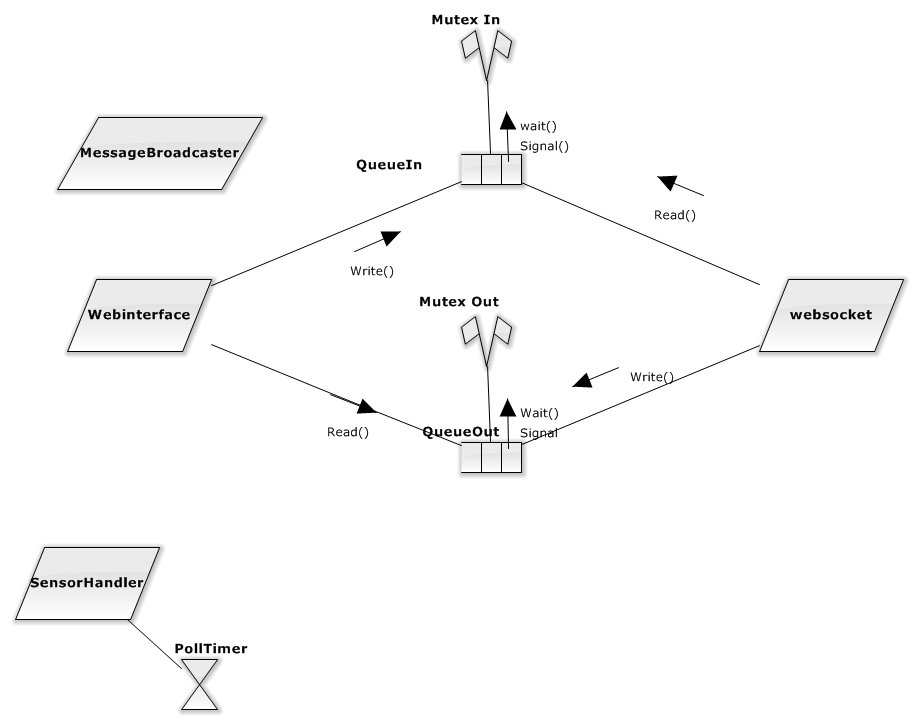 Mutex In
wait()
Signal()
MessageBroadcaster
QueueIn
Read()
Write()
Webinterface
Mutex Out
websocket
Write()
Wait()
Signal
Read()
QueueOut
SensorHandler
PollTimer